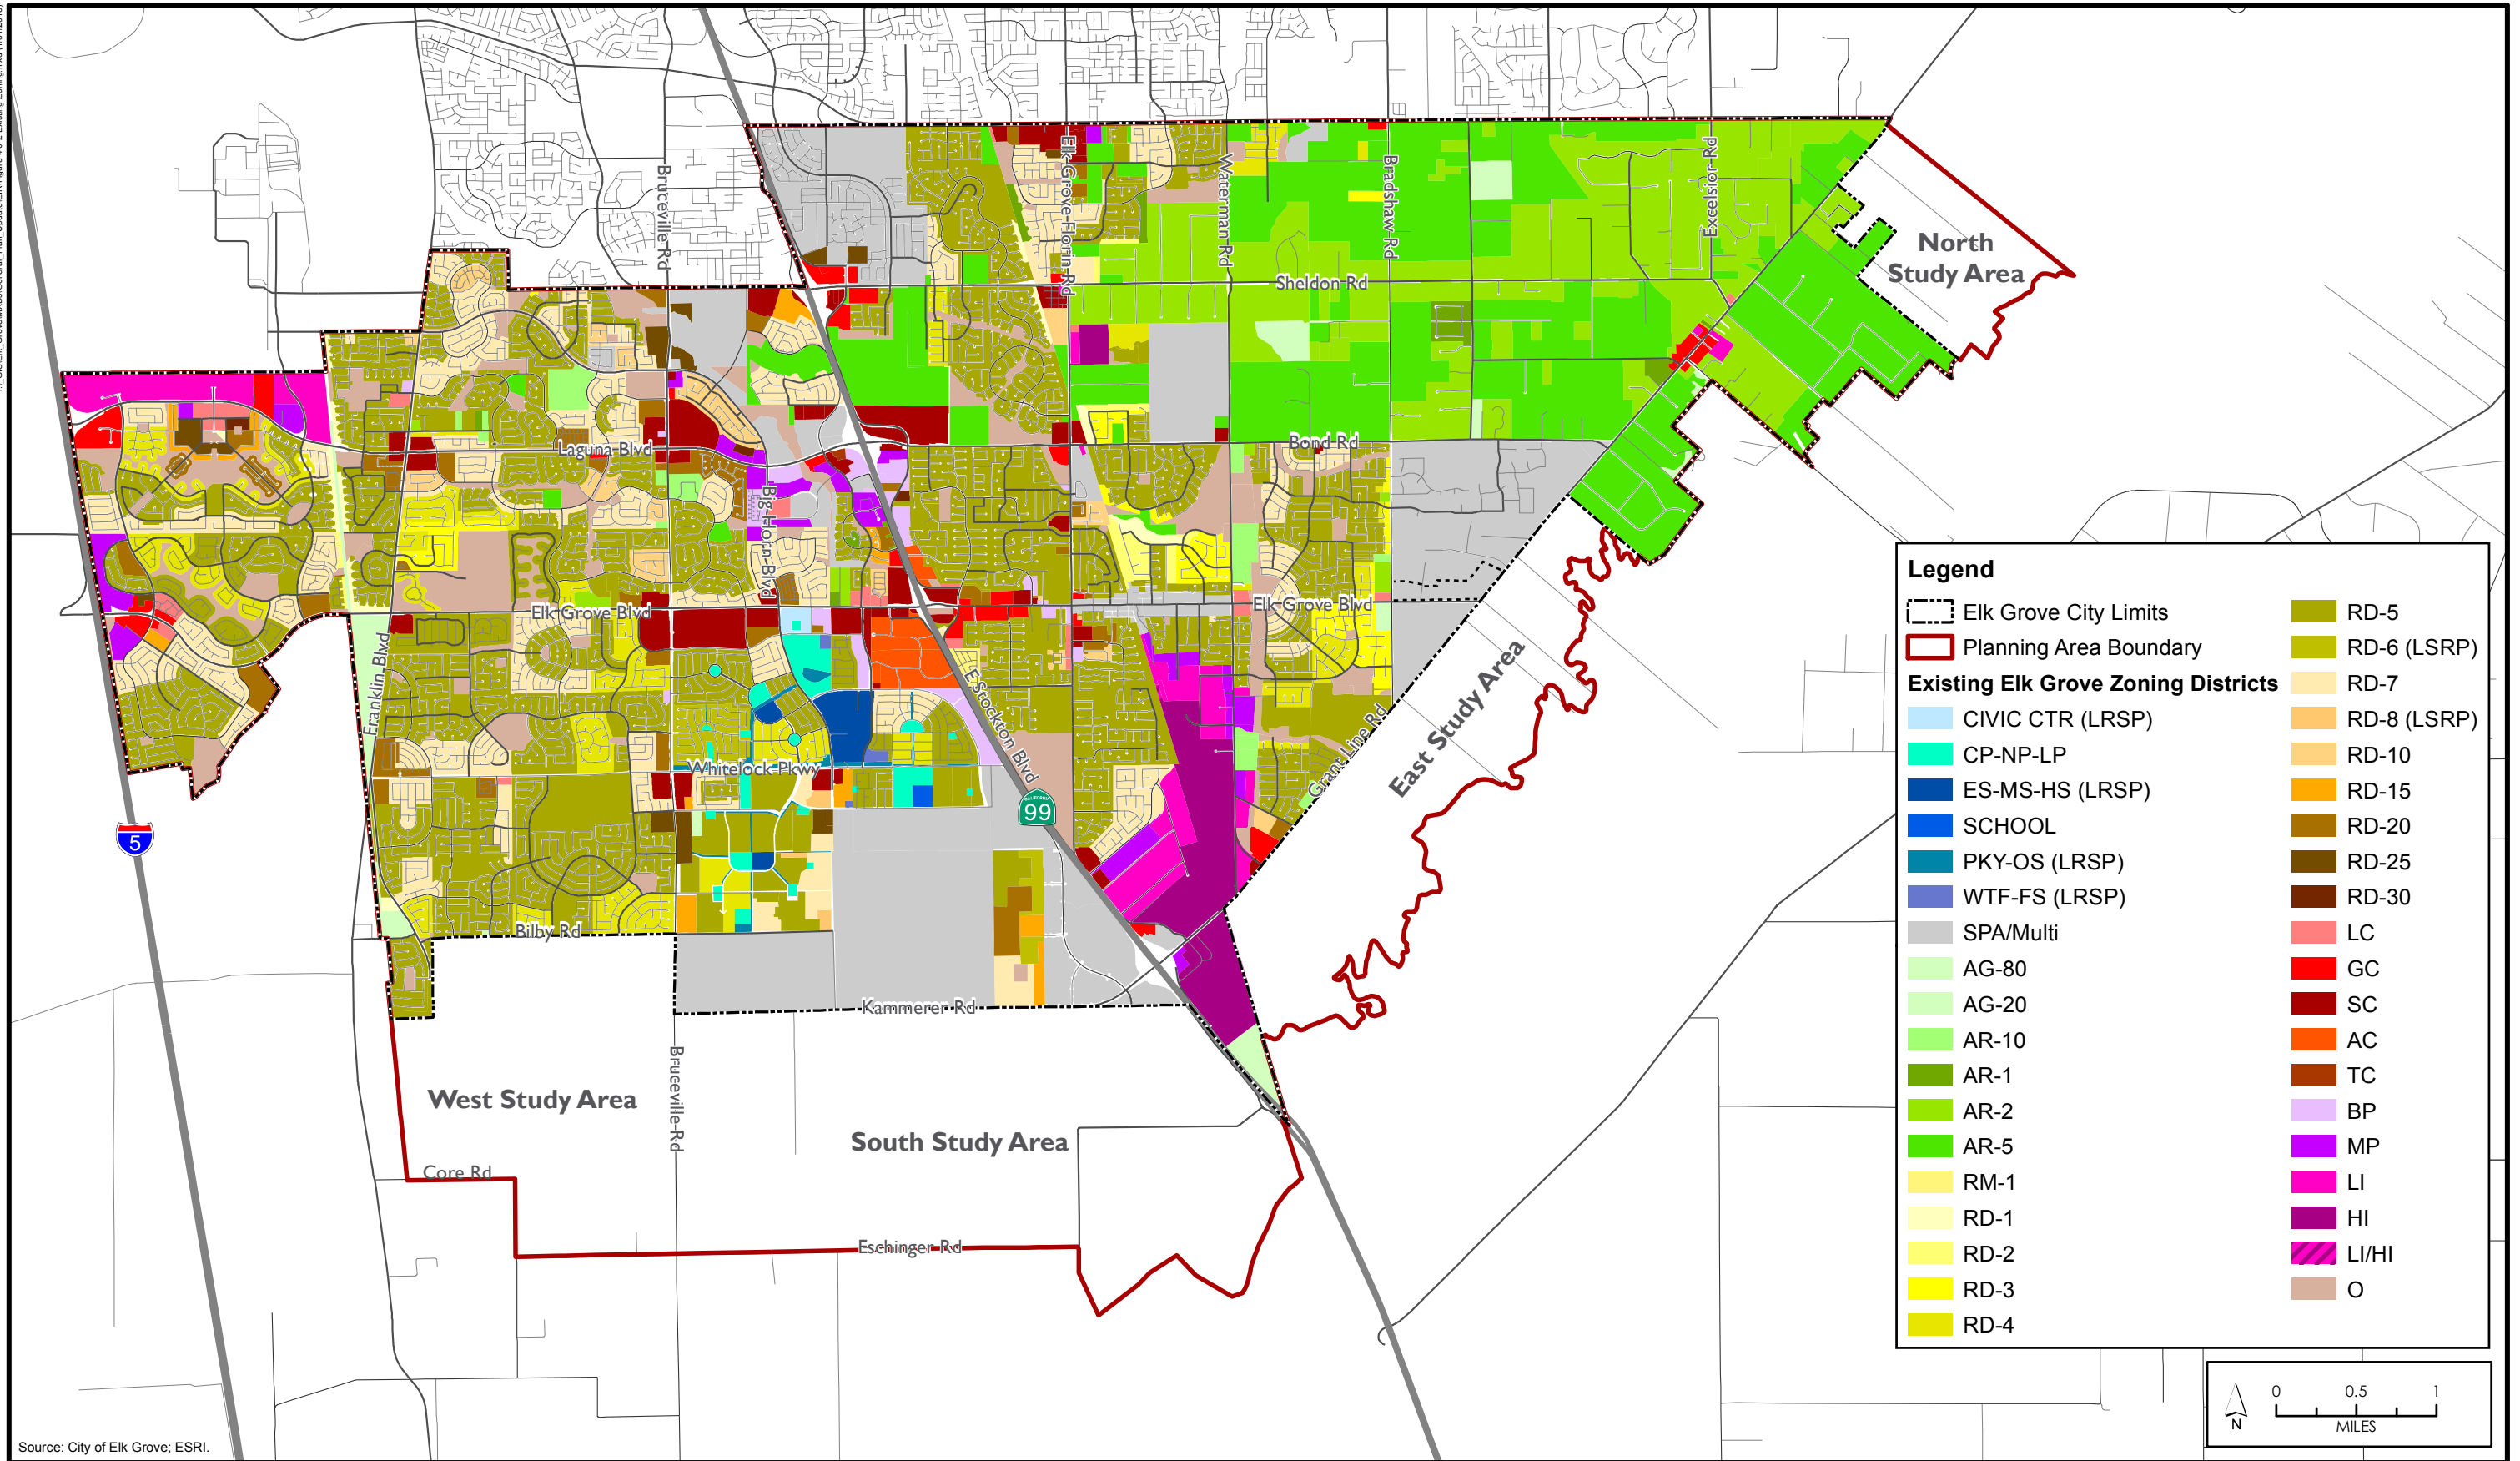 Bruceville Rd
Elk Grove-Florin Rd
Waterman Rd
Bradshaw Rd
Excelsior Rd
North
Study Area
Sheldon Rd
Laguna Blvd
Bond Rd
Big Horn Blvd
Elk Grove Blvd
Elk Grove Blvd
Franklin Blvd
E Stockton Blvd
Whitelock Pkwy
Grant Line Rd
East Study Area
CALIFORNIA
99
5
Bilby Rd
Kammerer Rd
Bruceville Rd
West Study Area
South Study Area
Core Rd
Eschinger Rd
Legend
Elk Grove City Limits
Planning Area Boundary
Existing Elk Grove Zoning Districts
CIVIC CTR (LRSP)
CP-NP-LP
ES-MS-HS (LRSP)
SCHOOL
PKY-OS (LRSP)
WTF-FS (LRSP)
SPA/Multi
AG-80
AG-20
AR-10
AR-1
AR-2
AR-5
RM-1
RD-1
RD-2
RD-3
RD-4
RD-5
RD-6 (LSRP)
RD-7
RD-8 (LSRP)
RD-10
RD-15
RD-20
RD-25
RD-30
LC
GC
SC
AC
TC
BP
MP
LI
HI
LI/HI
O
N
0 0.5 1
MILES
Source: City of Elk Grove; ESRI.